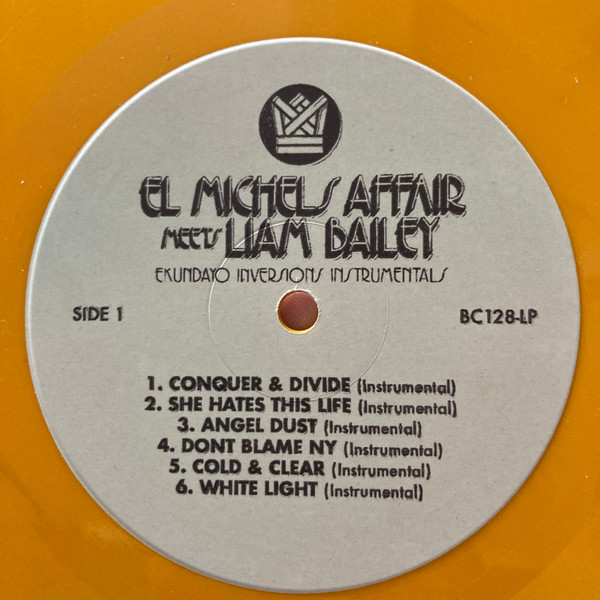 EL MICHELS AFFAIR
MEETS LIAM BAILEY
EKUNDAYO INVERSIONS INSTRUMENTALS
SIDE 1
BC128-LP
1. CONQUER & DIVIDE (Instrumental)
2. SHE HATES THIS LIFE (Instrumental)
3. ANGEL DUST (Instrumental)
4. DONT BLAME NY (Instrumental)
5. COLD & CLEAR (Instrumental)
6. WHITE LIGHT (Instrumental)